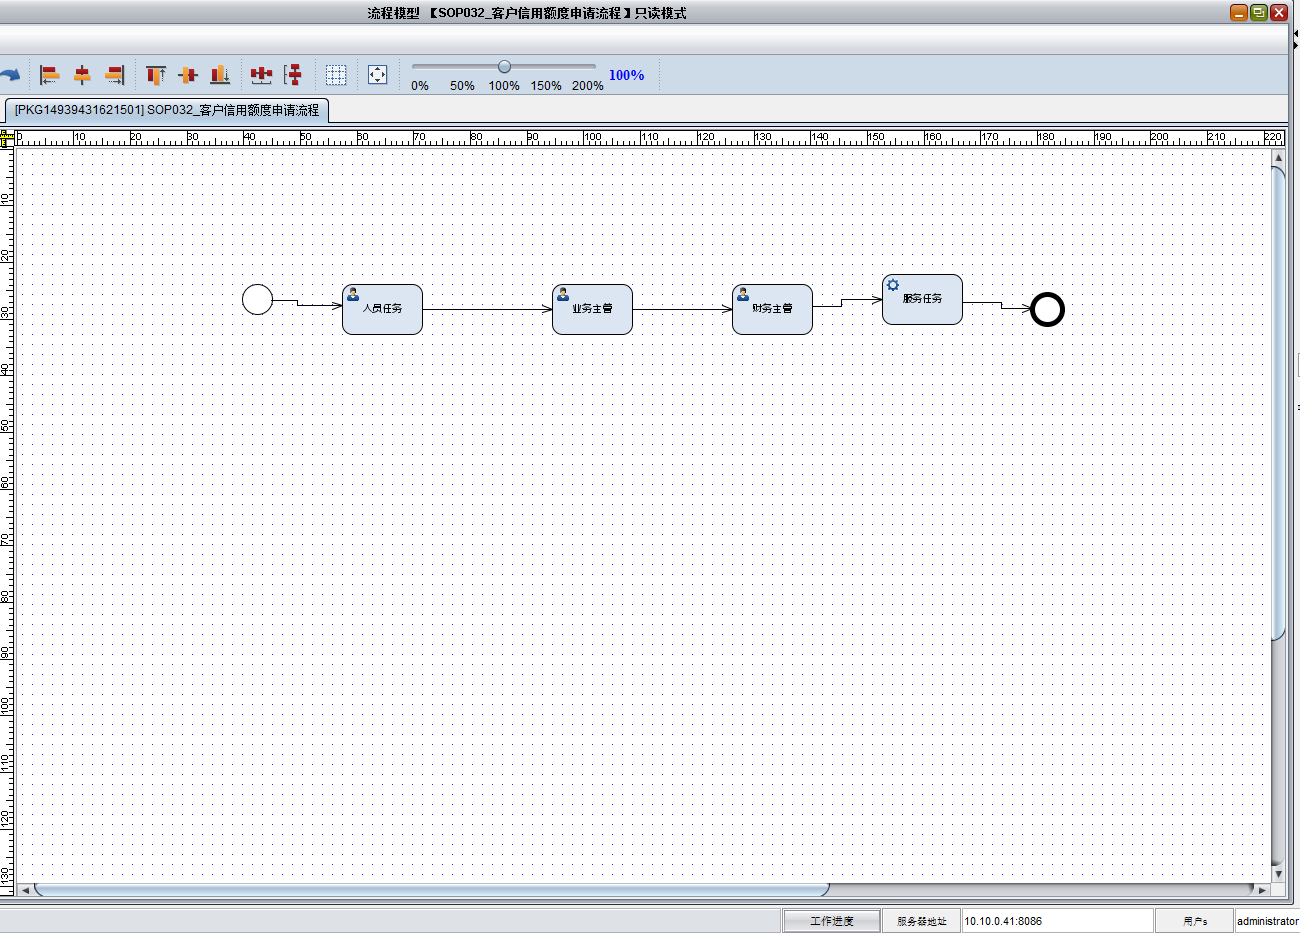 流程模型 【SOP032_客户信用额度申请流程】只读模式
0% 50% 100% 150% 200% 100%
[PKG14939431621501] SOP032_客户信用额度申请流程
0 10 20 30 40 50 60 70 80 90 100 110 120 130 140 150 160 170 180 190 200 210 220
10
20
30
40
50
60
70
80
90
100
110
120
130
人员任务
业务主管
财务主管
服务任务
工作进度 服务器地址 10.10.0.41:8086 用户s administrator